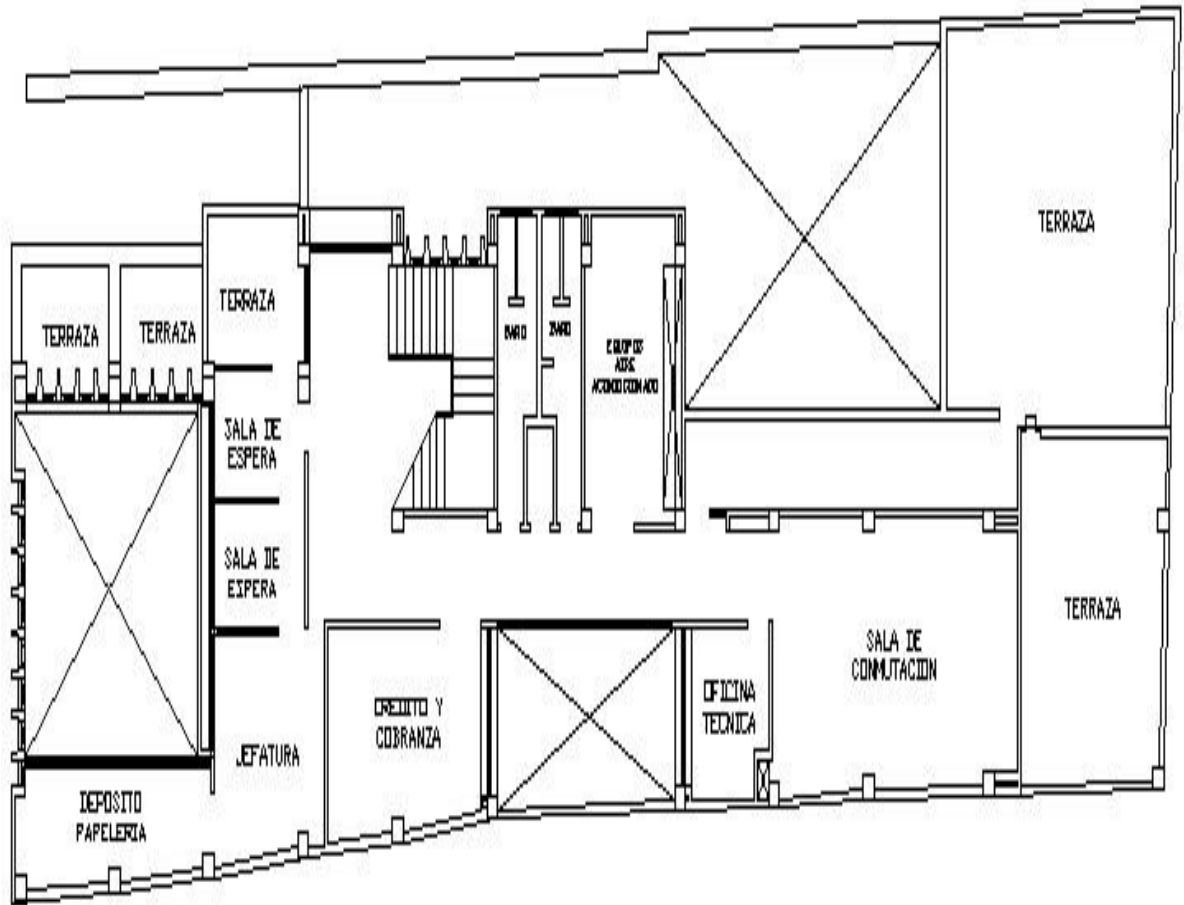 TERRAZA
TERRAZA
TERRAZA
TERRAZA
BAÑO
BAÑO
EQUIPOS
AIRE
ACONDICIONADO
SALA DE
ESPERA
SALA DE
ESPERA
TERRAZA
SALA DE
CONMUTACION
OFICINA
TECNICA
CREDITO Y
COBRANZA
JEFATURA
DEPOSITO
PAPELERIA